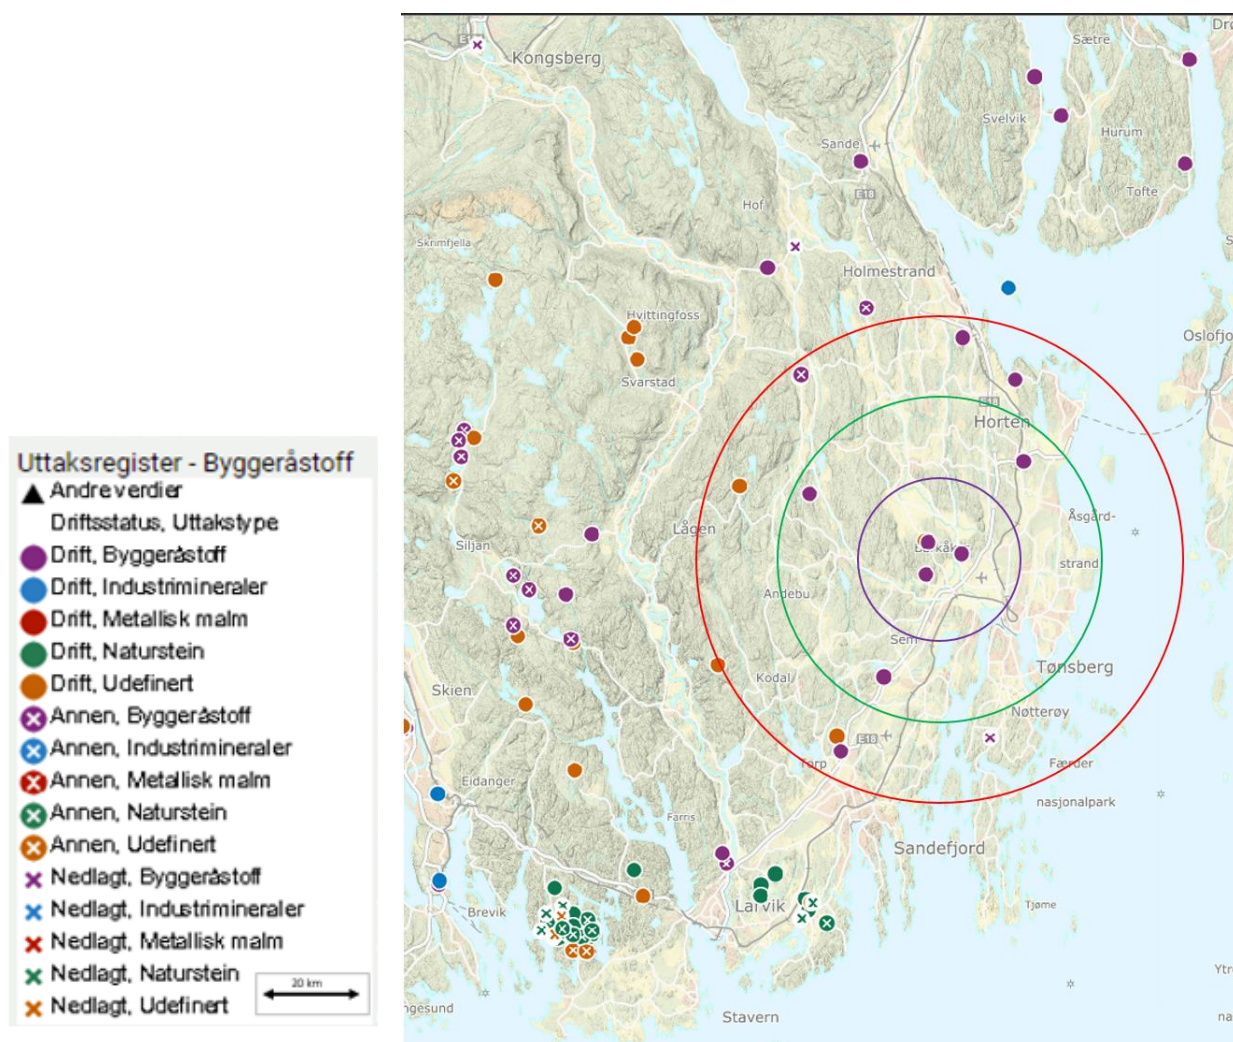 Uttaksregister - Byggeråstoff
Andre verdier
Driftsstatus, Uttakstype
Drift, Byggeråstoff
Drift, Industrimineraler
Drift, Metallisk malm
Drift, Naturstein
Drift, Udefinert
Annen, Byggeråstoff
Annen, Industrimineraler
Annen, Metallisk malm
Annen, Naturstein
Annen, Udefinert
Nedlagt, Byggeråstoff
Nedlagt, Industrimineraler
Nedlagt, Metallisk malm
Nedlagt, Naturstein
Nedlagt, Udefinert
20 km
Kongsberg
Sætre
Svelvik
Hurum
Sande
Tofte
E18
Hof
Skrimfjella
Holmestrand
Hvittingfoss
Oslofjo
Svarstad
E18
Horten
Lågen
Åsgård-
strand
Siljan
Andebu
Sem
Tønsberg
Kodal
Skien
Nøtterøy
E18
Torp
Færder
nasjonalpark
Eidanger
Farris
Sandefjord
Larvik
Brevik
Tjøme
Ytr
ngesund
Stavern
na